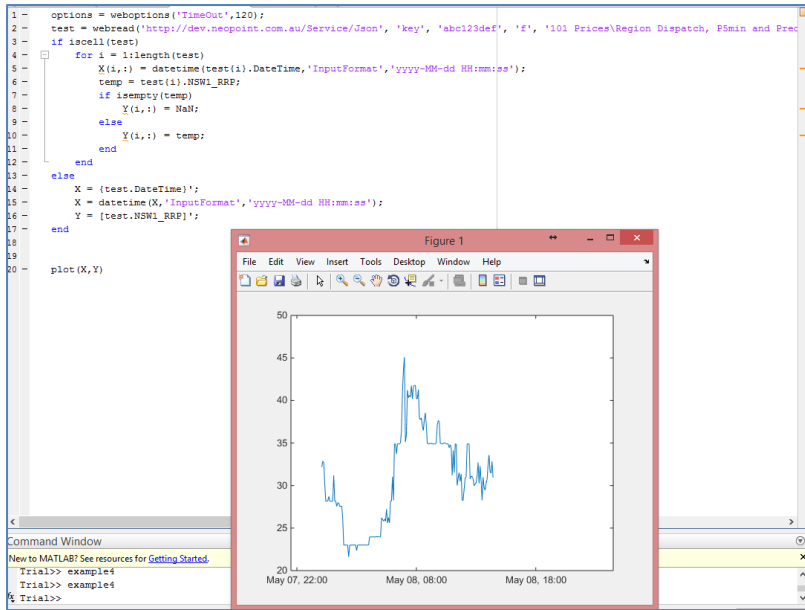 1 - options = weboptions('TimeOut',120);
2 - test = webread('http://dev.neopoint.com.au/Service/Json', 'key', 'abc123def', 'f', '101 Prices\Region Dispatch, P5min and Pred
3 - if iscell(test)
4 - for i = 1:length(test)
5 - X(i,:) = datetime(test{i}.DateTime,'InputFormat','yyyy-MM-dd HH:mm:ss');
6 - temp = test{i}.NSW1_RRP;
7 - if isempty(temp)
8 - Y(i,:) = NaN;
9 - else
10 - Y(i,:) = temp;
11 - end
12 - end
13 - else
14 - X = {test.DateTime}';
15 - X = datetime(X,'InputFormat','yyyy-MM-dd HH:mm:ss');
16 - Y = [test.NSW1_RRP]';
17 - end
18
19
20 - plot(X,Y)
Figure 1
File Edit View Insert Tools Desktop Window Help
50
45
40
35
30
25
20
May 07, 22:00 May 08, 08:00 May 08, 18:00
Command Window
New to MATLAB? See resources for Getting Started.
Trial>> example4
Trial>> example4
fx Trial>>